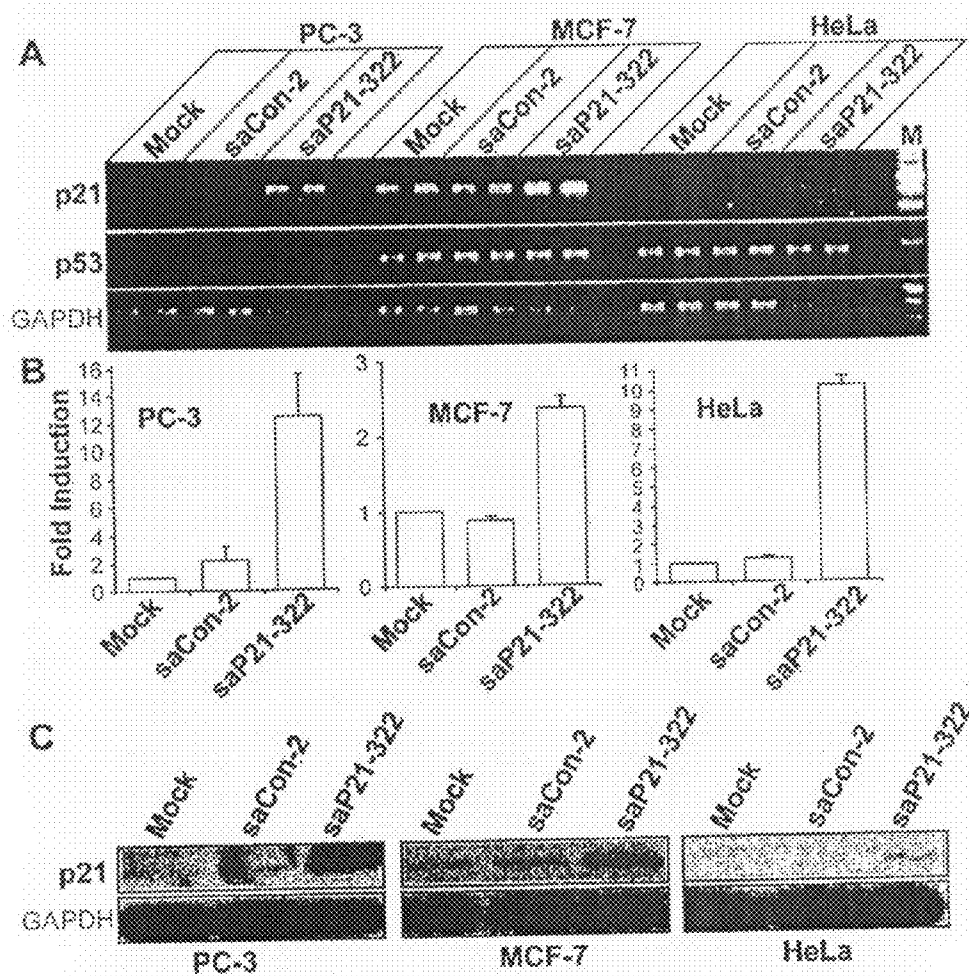 A
PC-3 MCF-7 HeLa
Mock saCon-2 saP21-322 Mock saCon-2 saP21-322 Mock saCon-2 saP21-322 M
p21
p53
GAPDH
B
Fold Induction
16
14
12
10
8
6
4
2
0
PC-3
Mock saCon-2 saP21-322
3
2
1
0
MCF-7
Mock saCon-2 saP21-322
11
10
9
8
7
6
5
4
3
2
1
0
HeLa
Mock saCon-2 saP21-322
C
Mock saCon-2 saP21-322 Mock saCon-2 saP21-322 Mock saCon-2 saP21-322
p21
GAPDH
PC-3 MCF-7 HeLa